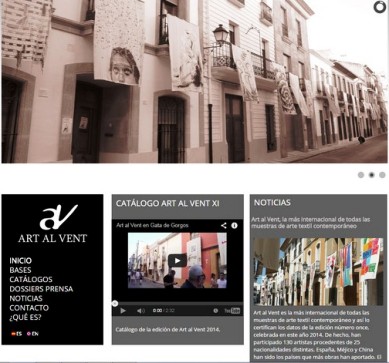 ART AL VENT
INICIO
BASES
CATÁLOGOS
DOSSIERS PRENSA
NOTICIAS
CONTACTO
¿QUÉ ES?
ES EN
CATÁLOGO ART AL VENT XI
Art al Vent en Gata de Gorgos
0:00
YouTube
Catálogo de la edición de Art al Vent 2014.
NOTICIAS
Art al Vent, la más internacional de todas las
muestras de arte textil contemporáneo
Art al Vent es la más internacional de todas las
muestras de arte textil contemporáneo y así lo
certifican los datos de la edición número once,
celebrada en este año 2014. De hecho, han
participado 130 artistas procedentes de 25
nacionalidades distintas. España, Méjico y China
han sido los países que más obras han aportado. El